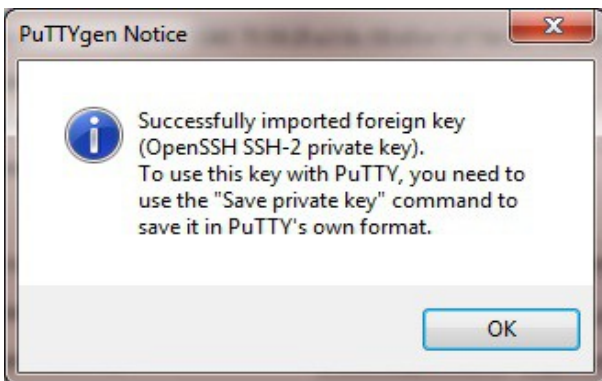 PuTTYgen Notice
Successfully imported foreign key
(OpenSSH SSH-2 private key).
To use this key with PuTTY, you need to
use the "Save private key" command to
save it in PuTTY's own format.
OK